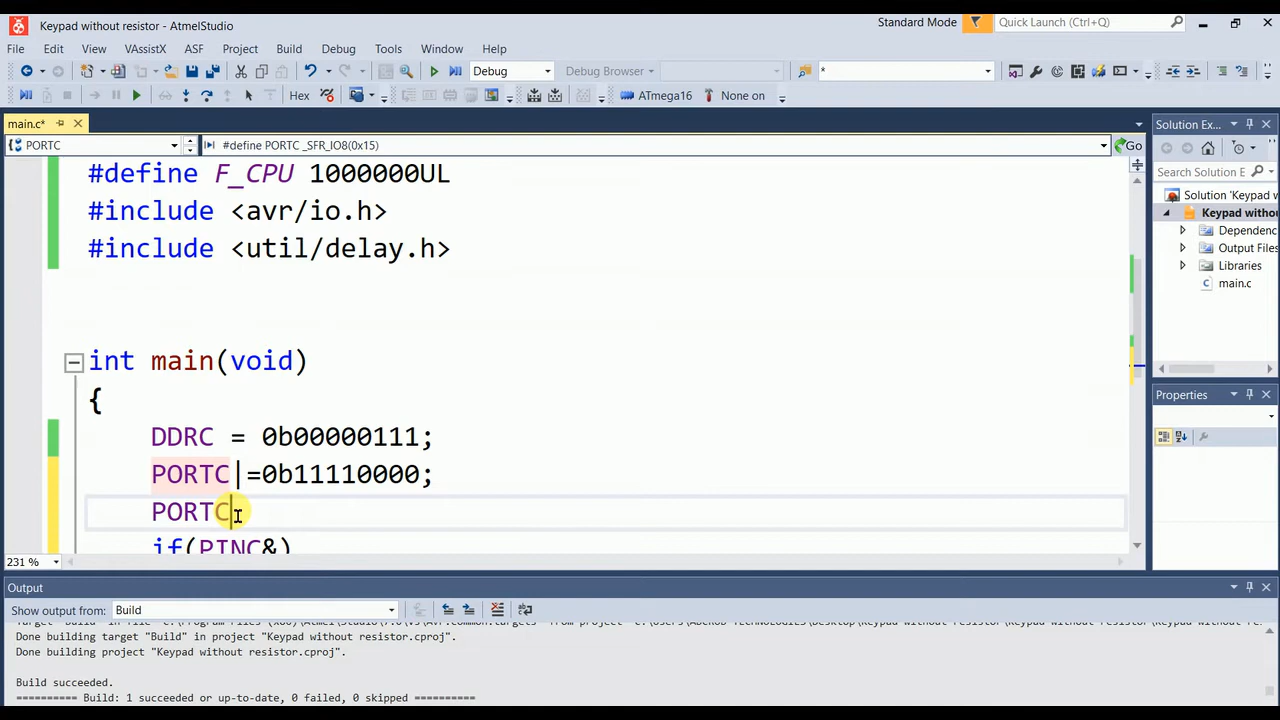 Keypad without resistor - AtmelStudio
Standard Mode
Quick Launch (Ctrl+Q)
File Edit View VAssistX ASF Project Build Debug Tools Window Help
Debug
Debug Browser
*
Hex
ATmega16
None on
main.c*
Solution Ex...
PORTC
#define PORTC _SFR_IO8(0x15)
Go
#define F_CPU 1000000UL
#include <avr/io.h>
#include <util/delay.h>
int main(void)
{
DDRC = 0b00000111;
PORTC|=0b11110000;
PORTC
if(PINC&)
Search Solution E
Solution 'Keypad w
Keypad withou
Dependenc
Output Files
Libraries
main.c
Properties
231 %
Output
Show output from: Build
Done building target "Build" in project "Keypad without resistor.cproj".
Done building project "Keypad without resistor.cproj".
Build succeeded.
========== Build: 1 succeeded or up-to-date, 0 failed, 0 skipped ==========